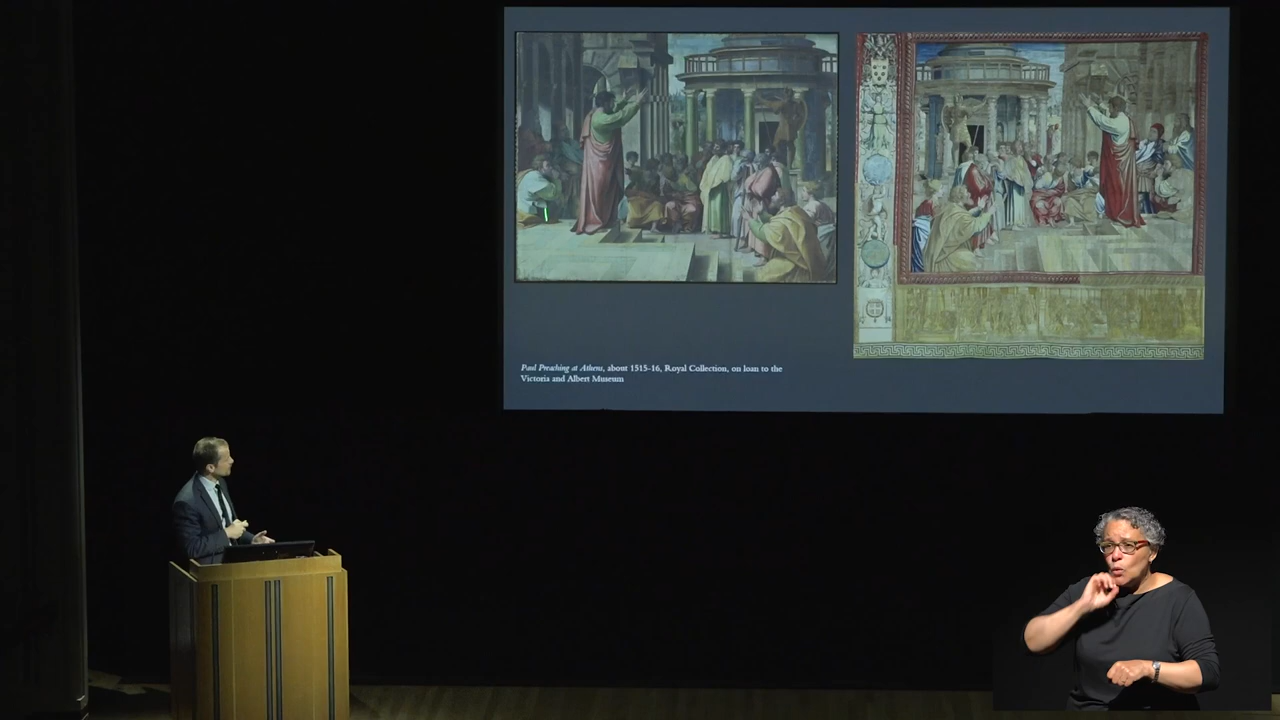 Paul Preaching at Athens, about 1515-16, Royal Collection, on loan to the
Victoria and Albert Museum